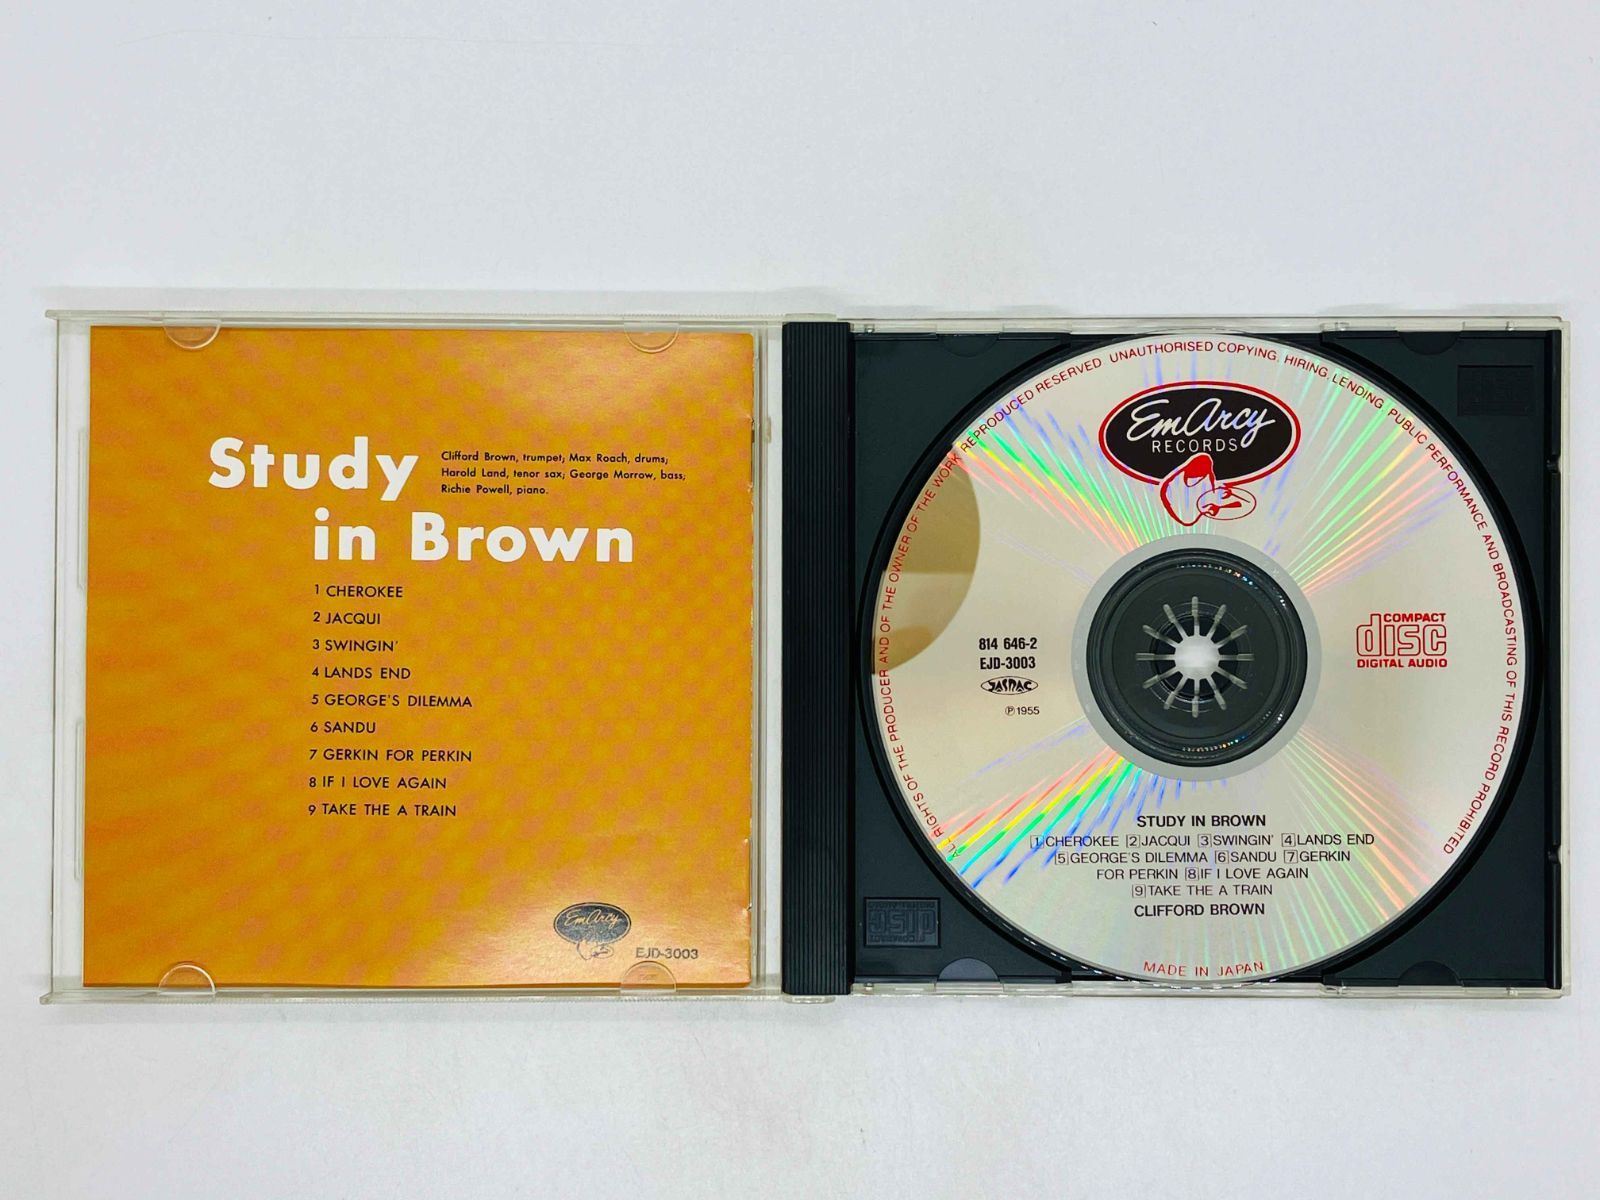 Study
in Brown
Clifford Brown, trumpet; Max Roach, drums;
Harold Land, tenor sax; George Morrow, bass;
Richie Powell, piano.
1 CHEROKEE
2 JACQUI
3 SWINGIN'
4 LANDS END
5 GEORGE'S DILEMMA
6 SANDU
7 GERKIN FOR PERKIN
8 IF I LOVE AGAIN
9 TAKE THE A TRAIN
EmArcy
EJD-3003
ALL RIGHTS OF THE PRODUCER AND OF THE OWNER OF THE WORK REPRODUCED RESERVED. UNAUTHORISED COPYING, HIRING, LENDING, PUBLIC PERFORMANCE AND BROADCASTING OF THIS RECORD PROHIBITED
EmArcy
RECORDS
814 646-2
EJD-3003
JASRAC
℗1955
COMPACT
disc
DIGITAL AUDIO
STUDY IN BROWN
1 CHEROKEE 2 JACQUI 3 SWINGIN' 4 LANDS END
5 GEORGE'S DILEMMA 6 SANDU 7 GERKIN
FOR PERKIN 8 IF I LOVE AGAIN
9 TAKE THE A TRAIN
CLIFFORD BROWN
MADE IN JAPAN